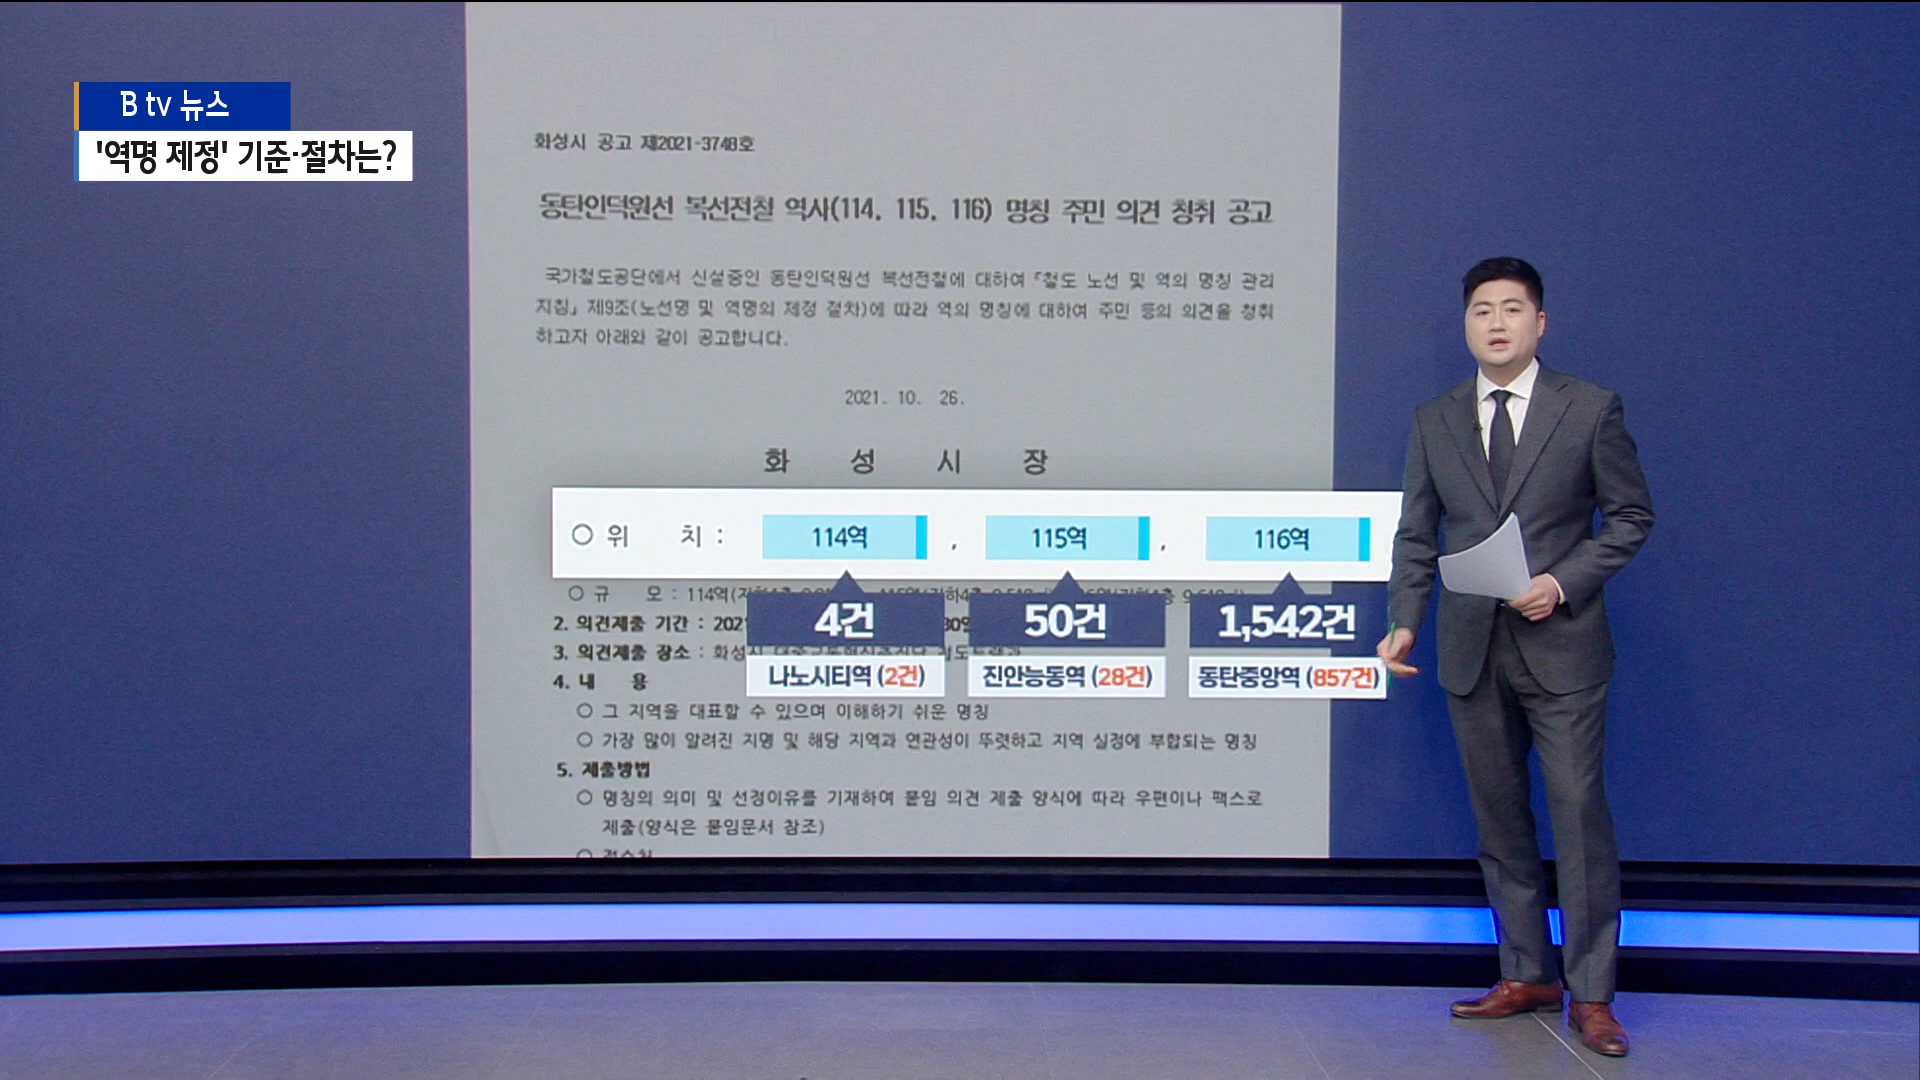 B tv 뉴스
'역명 제정' 기준·절차는?
화성시 공고 제2021-3748호
동탄인덕원선 복선전철 역사(114, 115, 116) 명칭 주민 의견 청취 공고
국가철도공단에서 신설중인 동탄인덕원선 복선전철에 대하여 「철도 노선 및 역의 명칭 관리
지침」 제9조(노선명 및 역명의 제정 절차)에 따라 역의 명칭에 대하여 주민 등의 의견을 청취
하고자 아래와 같이 공고합니다.
2021. 10. 26.
화 성 시 장
○ 위 치 : 114역 , 115역 , 116역
○ 규 모 : 114역
4건 50건 1,542건
2. 의견제출 기간 : 202
3. 의견제출 장소 : 화성시
나노시티역 (2건) 진안능동역 (28건) 동탄중앙역 (857건)
4. 내 용
○ 그 지역을 대표할 수 있으며 이해하기 쉬운 명칭
○ 가장 많이 알려진 지명 및 해당 지역과 연관성이 뚜렷하고 지역 실정에 부합되는 명칭
5. 제출방법
○ 명칭의 의미 및 선정이유를 기재하여 붙임 의견 제출 양식에 따라 우편이나 팩스로
제출(양식은 붙임문서 참조)